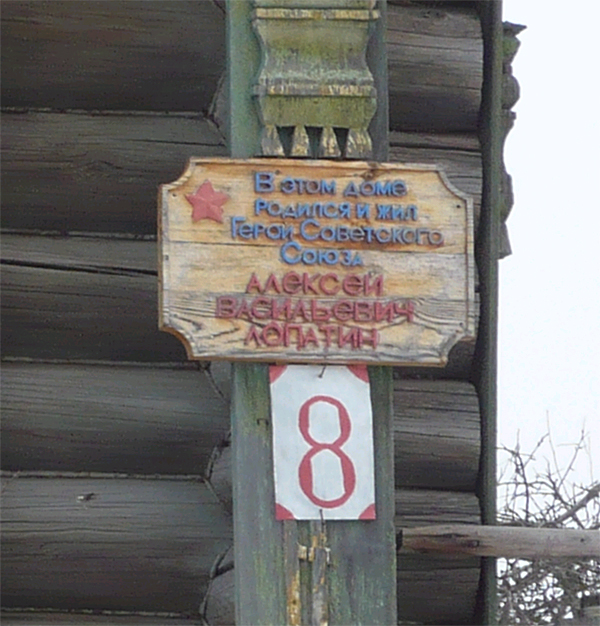 В этом доме
родился и жил
Герой Советского
Союза
АЛЕКСЕЙ
ВАСИЛЬЕВИЧ
ЛОПАТИН
8